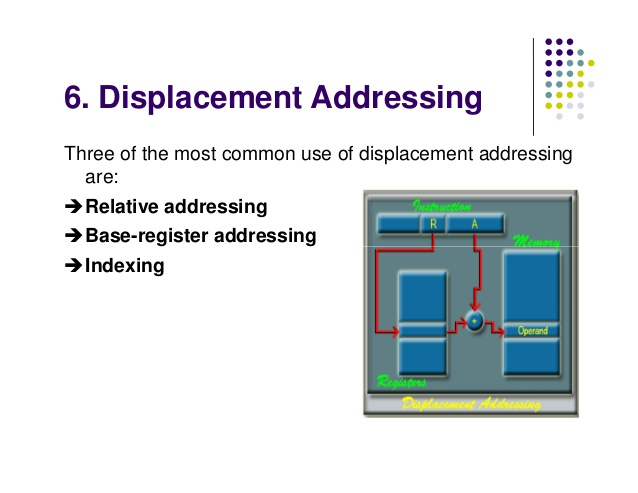 6. Displacement Addressing
Three of the most common use of displacement addressing
are:
➔Relative addressing
➔Base-register addressing
➔Indexing
Instruction
R A
Memory
+
Operand
Registers
Displacement Addressing